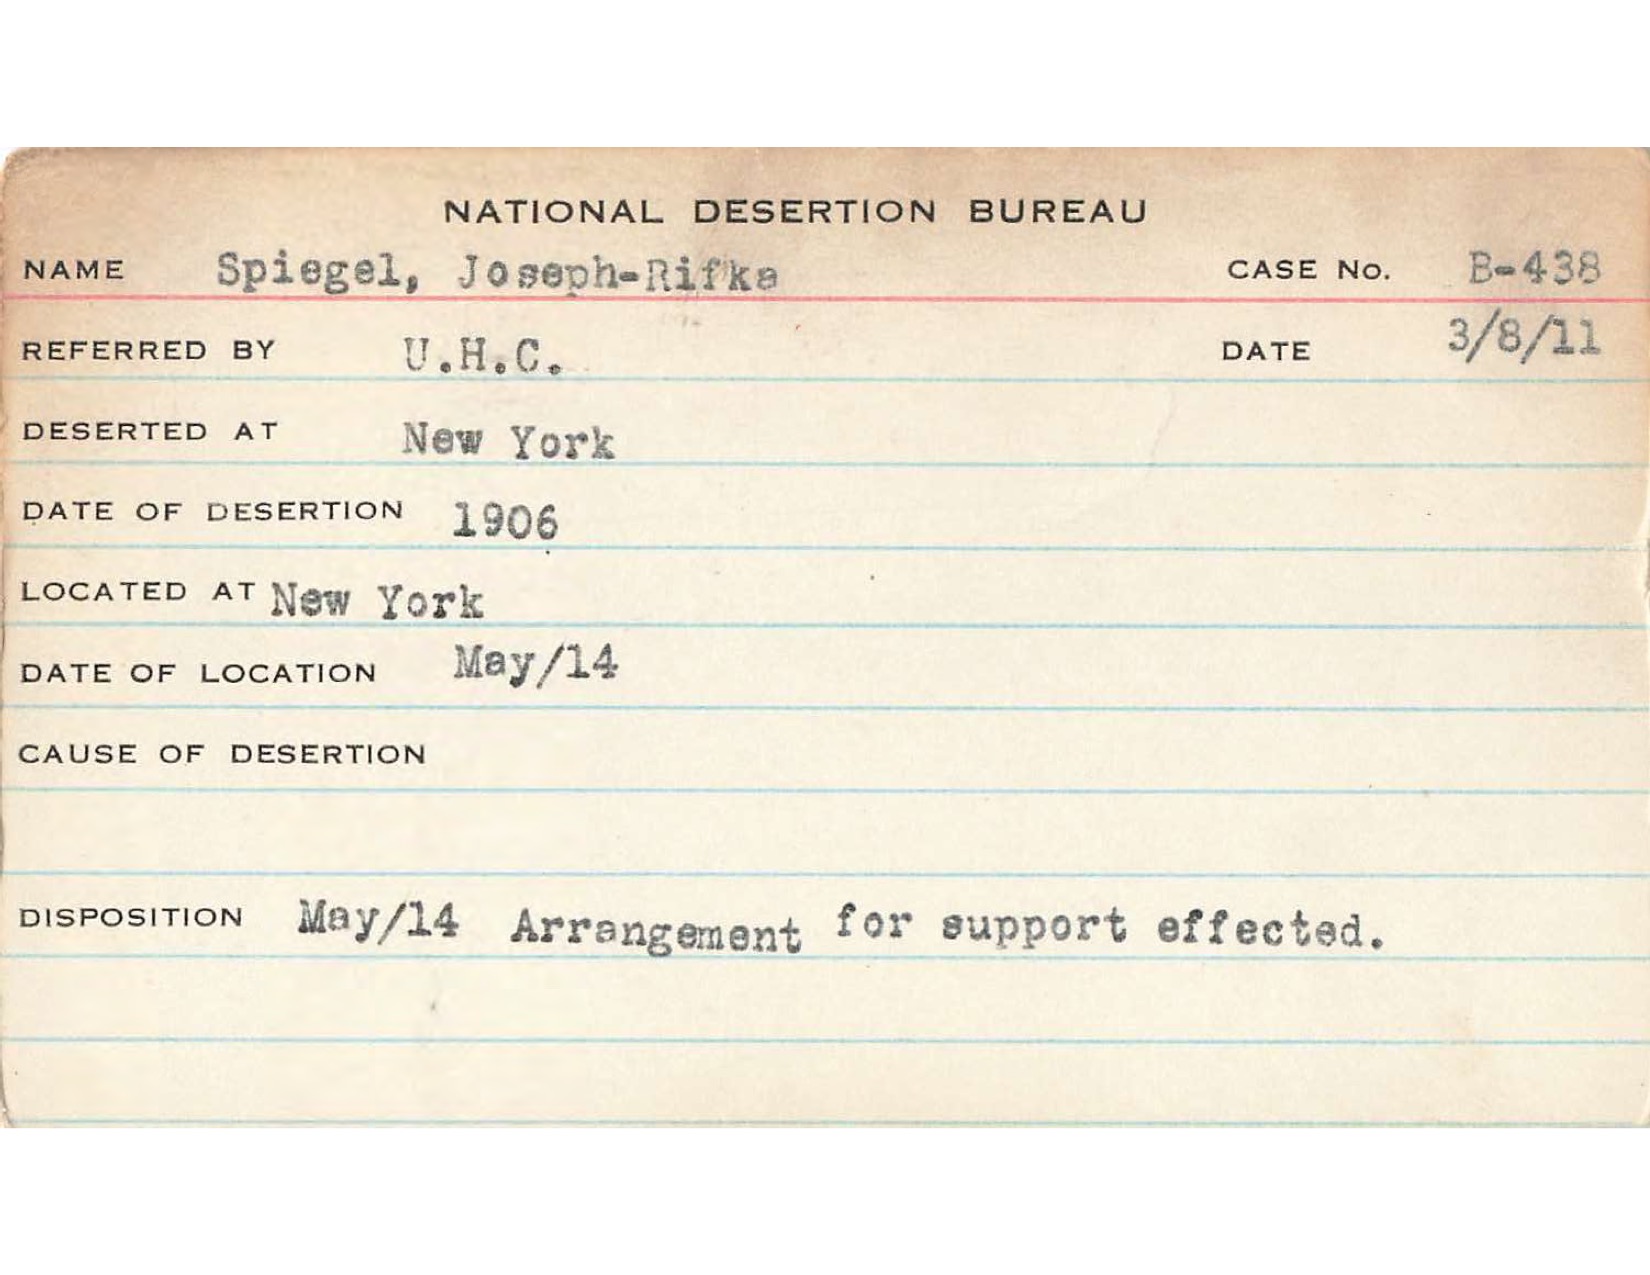 NATIONAL DESERTION BUREAU
NAME Spiegel, Joseph-Rifka CASE No. B-438
REFERRED BY U.H.C. DATE 3/8/11
DESERTED AT New York
DATE OF DESERTION 1906
LOCATED AT New York
DATE OF LOCATION May/14
CAUSE OF DESERTION
DISPOSITION May/14 Arrangement for support effected.